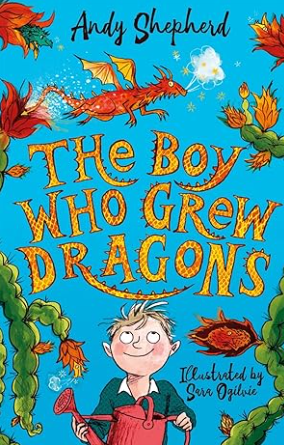 Andy Shepherd
THE BOY
WHO GREW
DRAGONS
Illustrated by
Sara Ogilvie